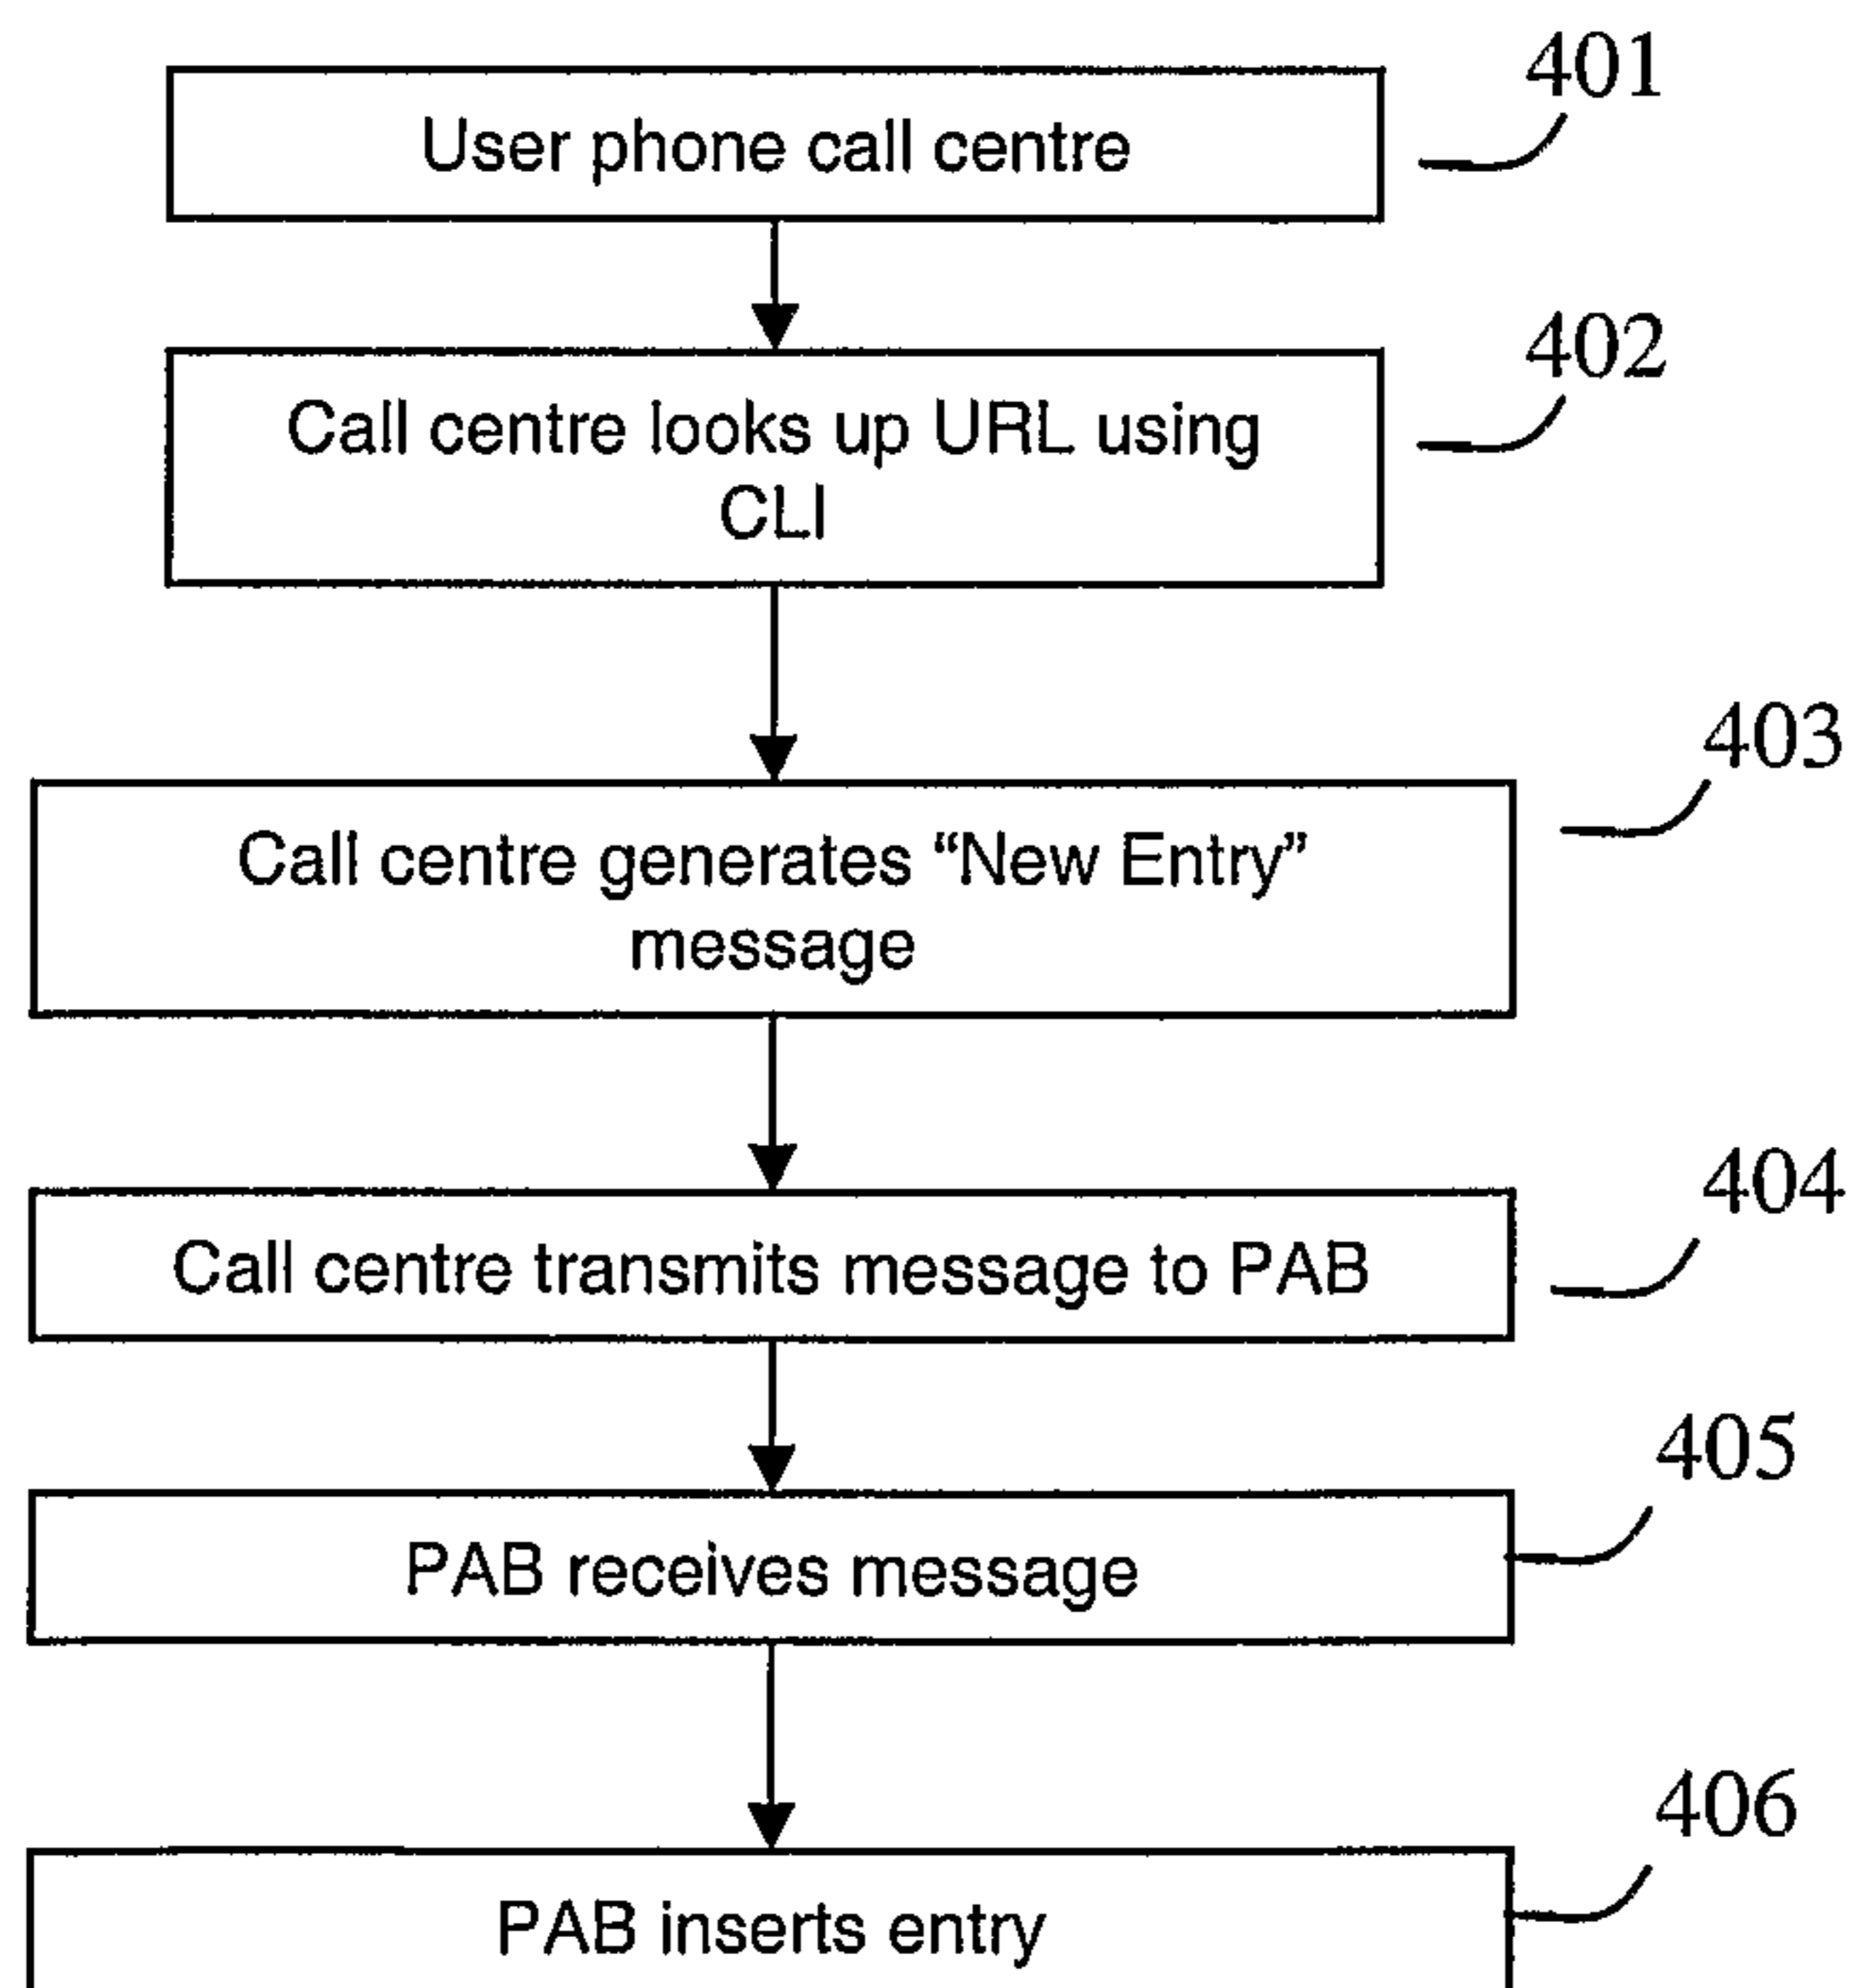 401
User phone call centre
402
Call centre looks up URL using
CLI
403
Call centre generates “New Entry”
message
404
Call centre transmits message to PAB
405
PAB receives message
406
PAB inserts entry